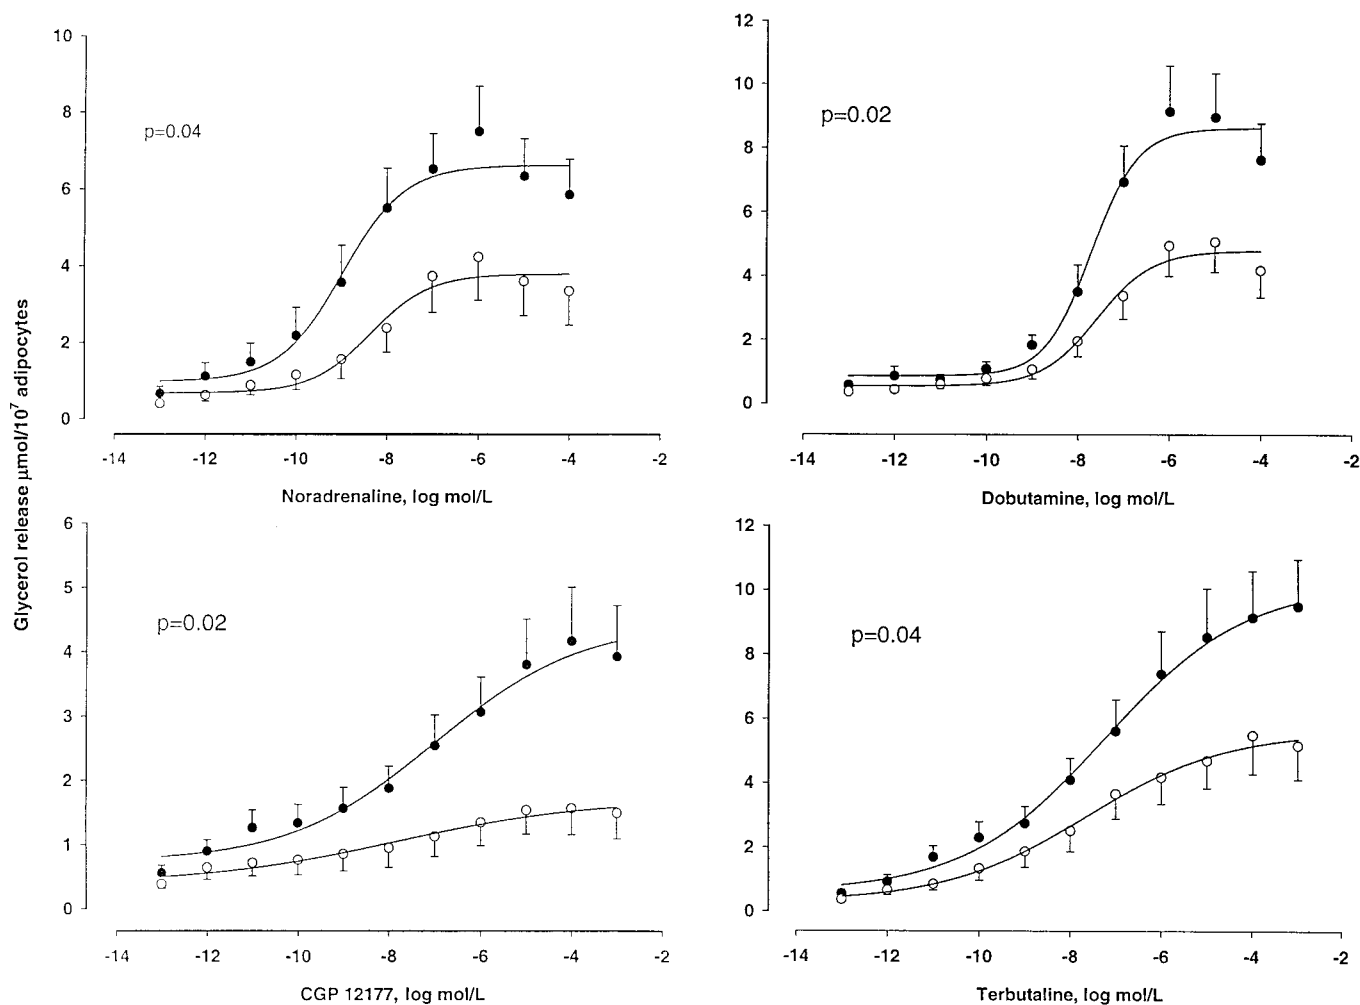 Glycerol release μmol/10⁷ adipocytes
10
8
6
4
2
0
p=0.04
-14 -12 -10 -8 -6 -4 -2
Noradrenaline, log mol/L
12
10
8
6
4
2
0
p=0.02
-14 -12 -10 -8 -6 -4 -2
Dobutamine, log mol/L
6
5
4
3
2
1
0
p=0.02
-14 -12 -10 -8 -6 -4 -2
CGP 12177, log mol/L
12
10
8
6
4
2
0
p=0.04
-14 -12 -10 -8 -6 -4 -2
Terbutaline, log mol/L